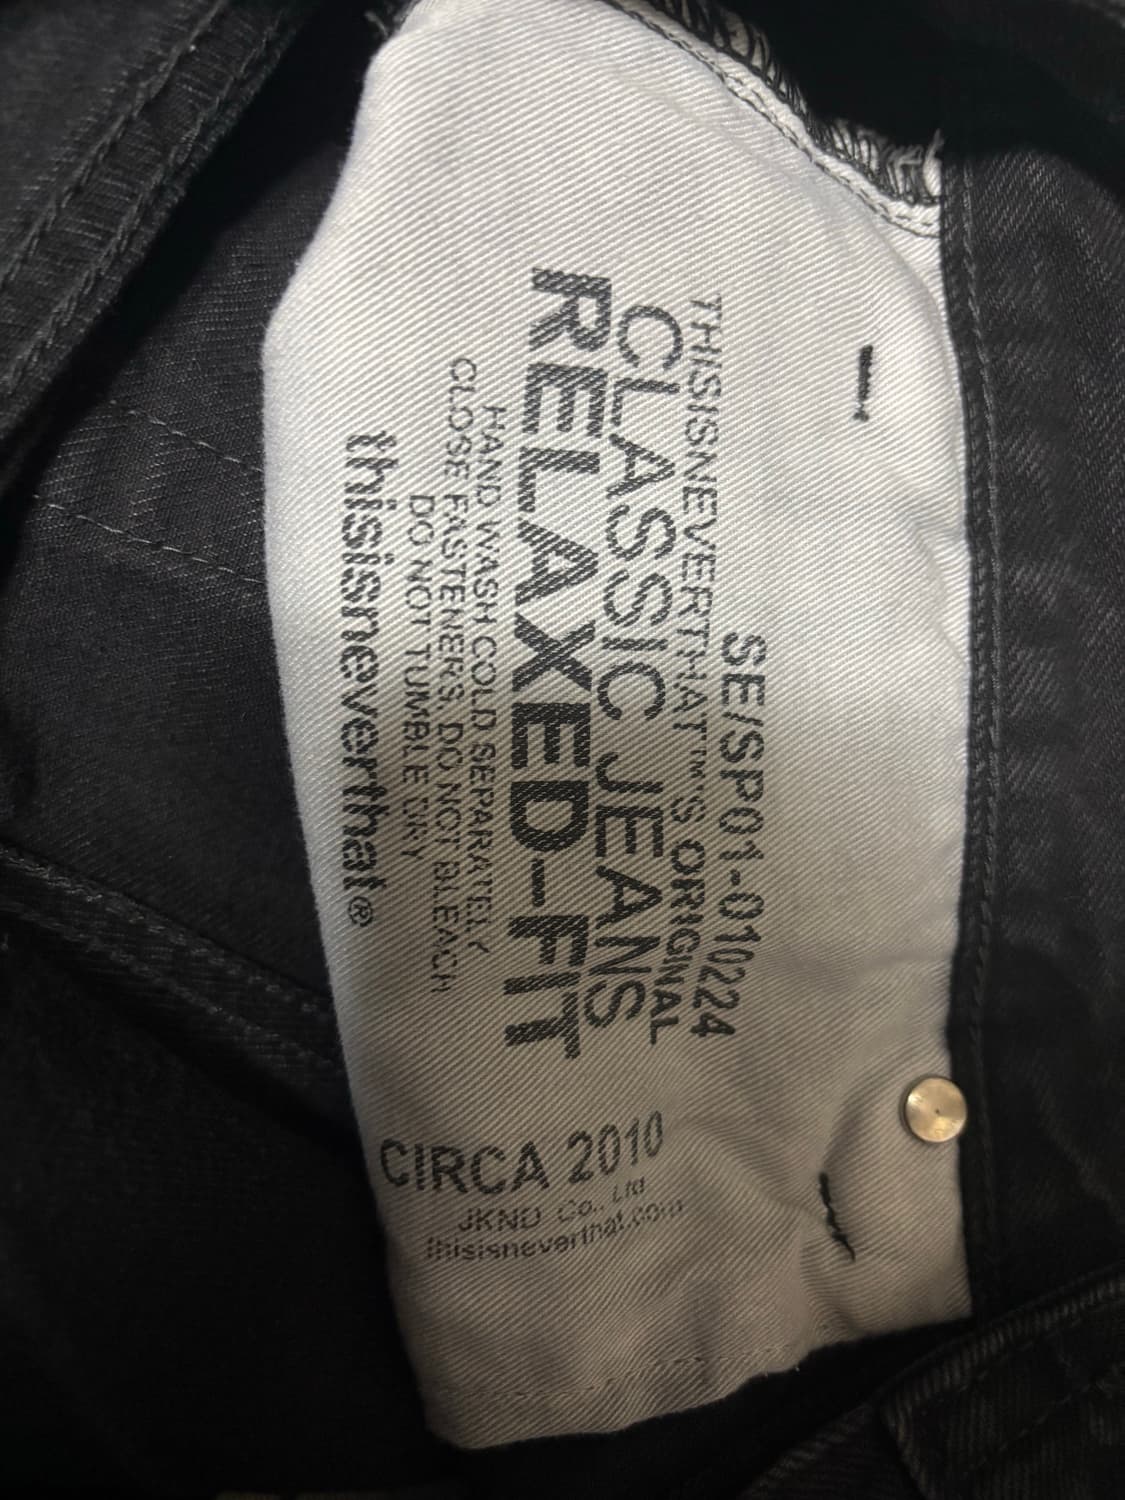 SE/SP01-010224
THISISNEVERTHAT™'S ORIGINAL
CLASSIC JEANS
RELAXED-FIT
HAND WASH COLD SEPARATELY
CLOSE FASTENERS, DO NOT BLEACH
DO NOT TUMBLE DRY
thisisneverthat®
CIRCA 2010
JKND Co., Ltd
thisisneverthat.com